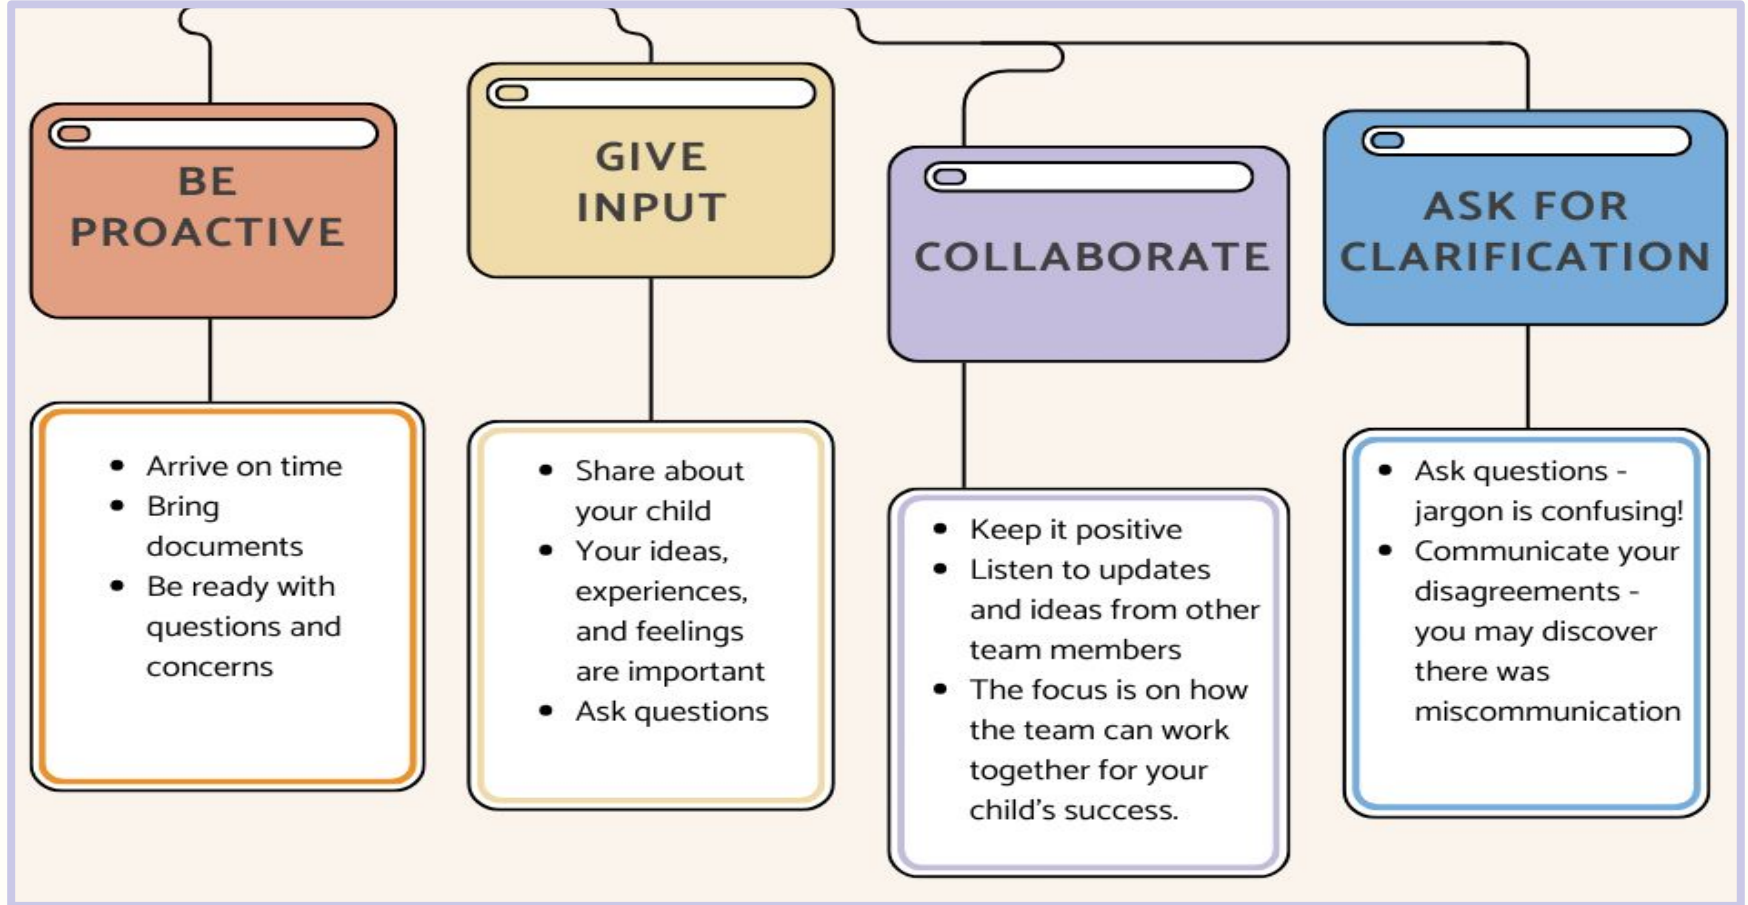 BE
PROACTIVE
• Arrive on time
• Bring
documents
• Be ready with
questions and
concerns
GIVE
INPUT
• Share about
your child
• Your ideas,
experiences,
and feelings
are important
• Ask questions
COLLABORATE
• Keep it positive
• Listen to updates
and ideas from other
team members
• The focus is on how
the team can work
together for your
child's success.
ASK FOR
CLARIFICATION
• Ask questions -
jargon is confusing!
• Communicate your
disagreements -
you may discover
there was
miscommunication